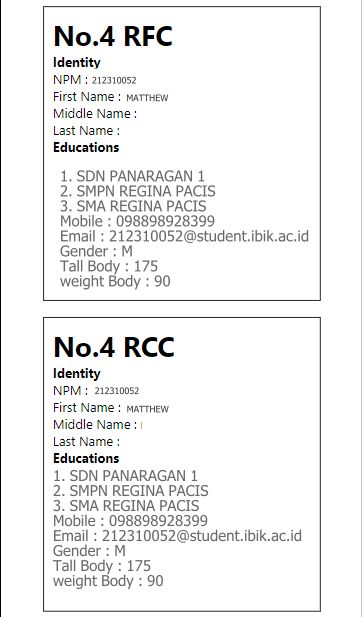 No.4 RFC
Identity
NPM : 212310052
First Name : MATTHEW
Middle Name :
Last Name :
Educations
1. SDN PANARAGAN 1
2. SMPN REGINA PACIS
3. SMA REGINA PACIS
Mobile : 098898928399
Email : 212310052@student.ibik.ac.id
Gender : M
Tall Body : 175
weight Body : 90
No.4 RCC
Identity
NPM : 212310052
First Name : MATTHEW
Middle Name :
Last Name :
Educations
1. SDN PANARAGAN 1
2. SMPN REGINA PACIS
3. SMA REGINA PACIS
Mobile : 098898928399
Email : 212310052@student.ibik.ac.id
Gender : M
Tall Body : 175
weight Body : 90